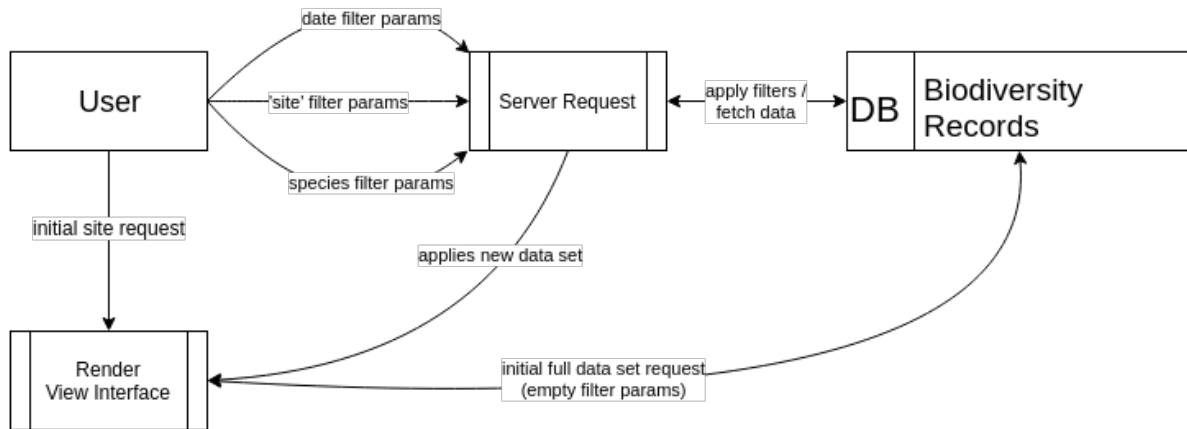 date filter params
User
'site' filter params
Server Request
apply filters /
fetch data
DB
Biodiversity
Records
species filter params
initial site request
applies new data set
Render
View Interface
initial full data set request
(empty filter params)